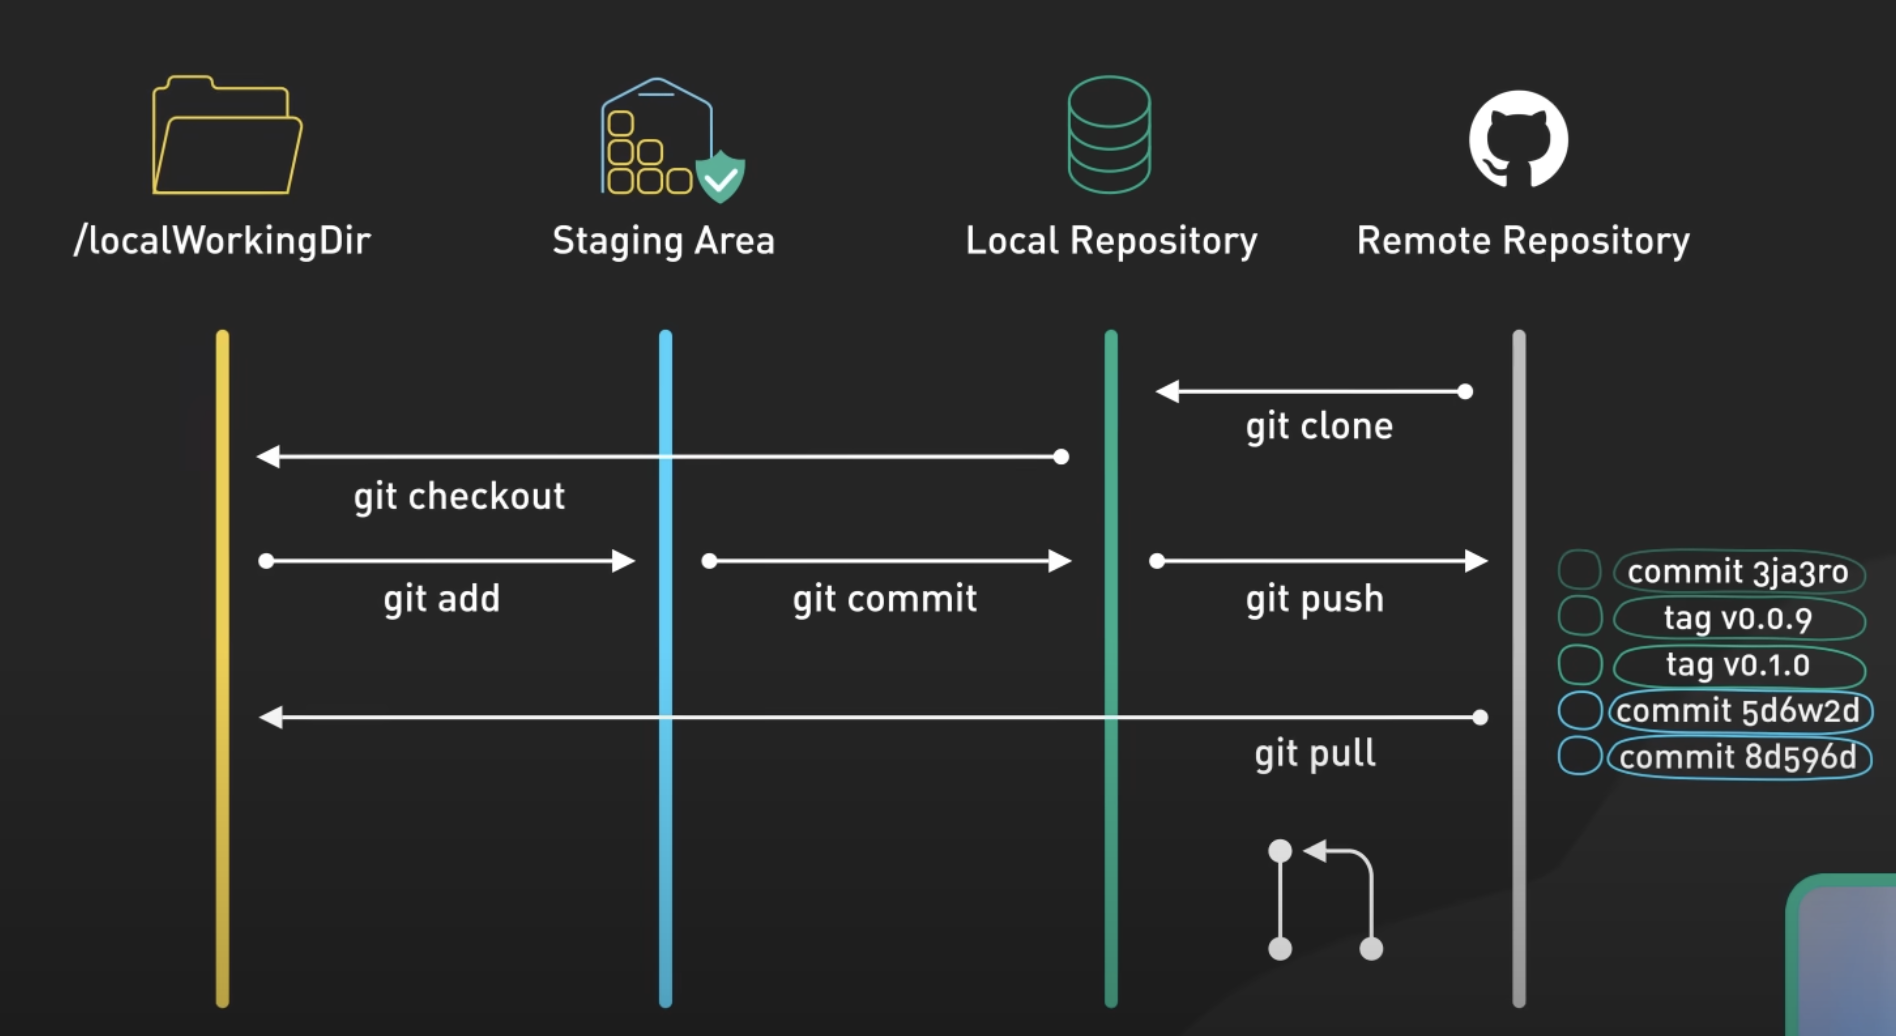 /localWorkingDir
Staging Area
Local Repository
Remote Repository
git clone
git checkout
git add
git commit
git push
commit 3ja3ro
tag v0.0.9
tag v0.1.0
commit 5d6w2d
commit 8d596d
git pull